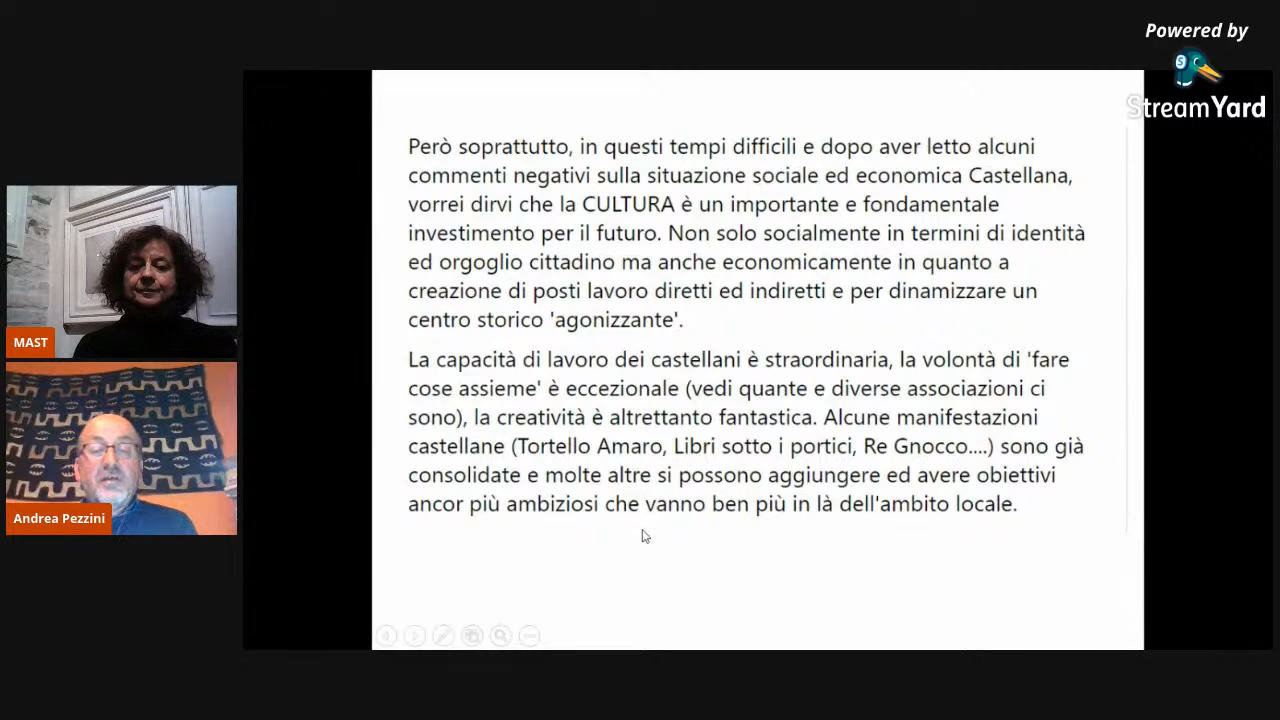 Powered by
StreamYard
Però soprattutto, in questi tempi difficili e dopo aver letto alcuni
commenti negativi sulla situazione sociale ed economica Castellana,
vorrei dirvi che la CULTURA è un importante e fondamentale
investimento per il futuro. Non solo socialmente in termini di identità
ed orgoglio cittadino ma anche economicamente in quanto a
creazione di posti lavoro diretti ed indiretti e per dinamizzare un
centro storico 'agonizzante'.
La capacità di lavoro dei castellani è straordinaria, la volontà di 'fare
cose assieme' è eccezionale (vedi quante e diverse associazioni ci
sono), la creatività è altrettanto fantastica. Alcune manifestazioni
castellane (Tortello Amaro, Libri sotto i portici, Re Gnocco....) sono già
consolidate e molte altre si possono aggiungere ed avere obiettivi
ancor più ambiziosi che vanno ben più in là dell'ambito locale.
MAST
Andrea Pezzini